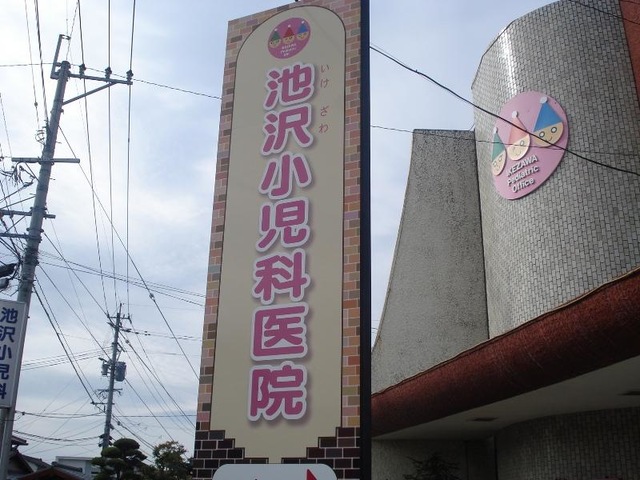 いけざわ
池沢小児科医院
IKEZAWA
Pediatric
Office
池沢小児科